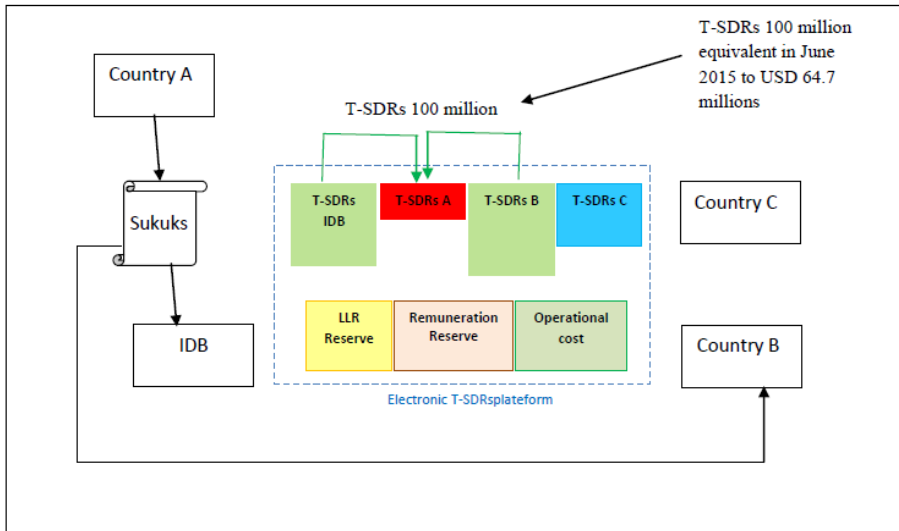 T-SDRs 100 million
equivalent in June
2015 to USD 64.7
millions
Country A
T-SDRs 100 million
T-SDRs
IDB
T-SDRs A
T-SDRs B
T-SDRs C
Sukuks
Country C
IDB
LLR
Reserve
Remuneration
Reserve
Operational
cost
Country B
Electronic T-SDRsplateform